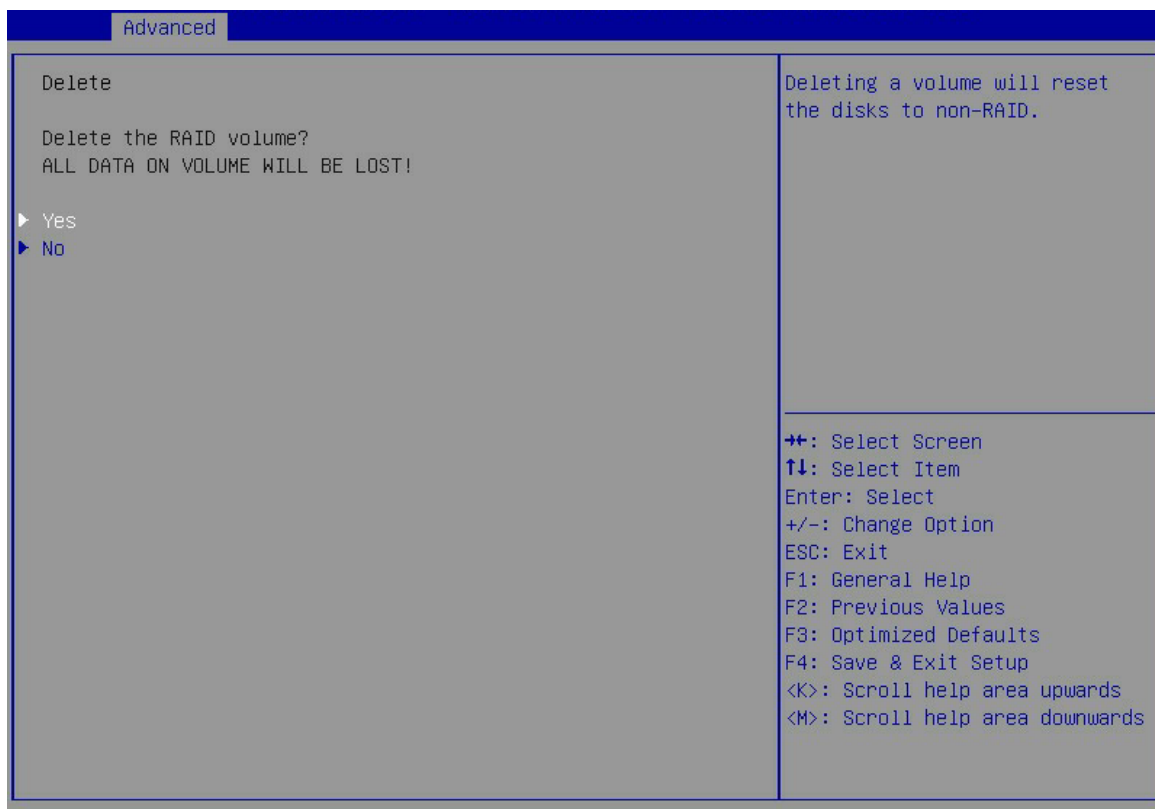 Advanced
Delete
Delete the RAID volume?
ALL DATA ON VOLUME WILL BE LOST!
Yes
No
Deleting a volume will reset
the disks to non-RAID.
→←: Select Screen
↑↓: Select Item
Enter: Select
+/-: Change Option
ESC: Exit
F1: General Help
F2: Previous Values
F3: Optimized Defaults
F4: Save & Exit Setup
<K>: Scroll help area upwards
<M>: Scroll help area downwards